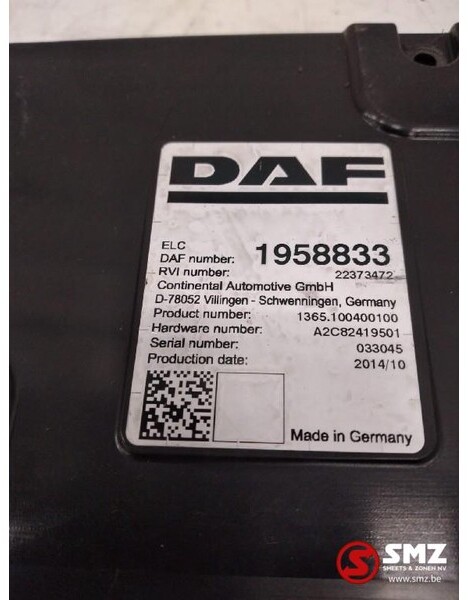 DAF
ELC
DAF number: 1958833
RVI number: 22373472
Continental Automotive GmbH
D-78052 Villingen - Schwenningen, Germany
Product number: 1365.100400100
Hardware number: A2C82419501
Serial number: 033045
Production date: 2014/10
Made in Germany
SMZ
SMEETS & ZONEN NV
www.smz.be